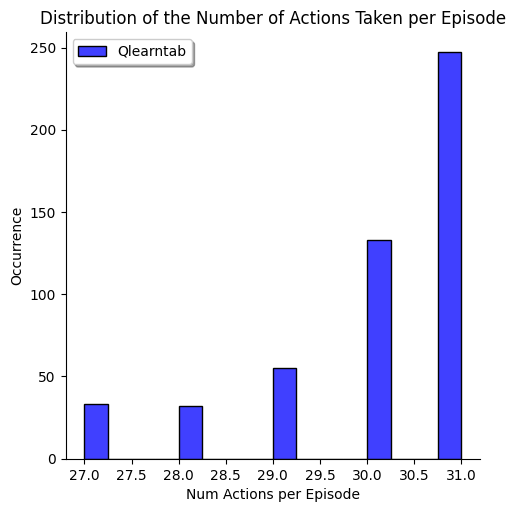 Distribution of the Number of Actions Taken per Episode
Qlearntab
250
200
150
100
50
0
Occurrence
27.0 27.5 28.0 28.5 29.0 29.5 30.0 30.5 31.0
Num Actions per Episode